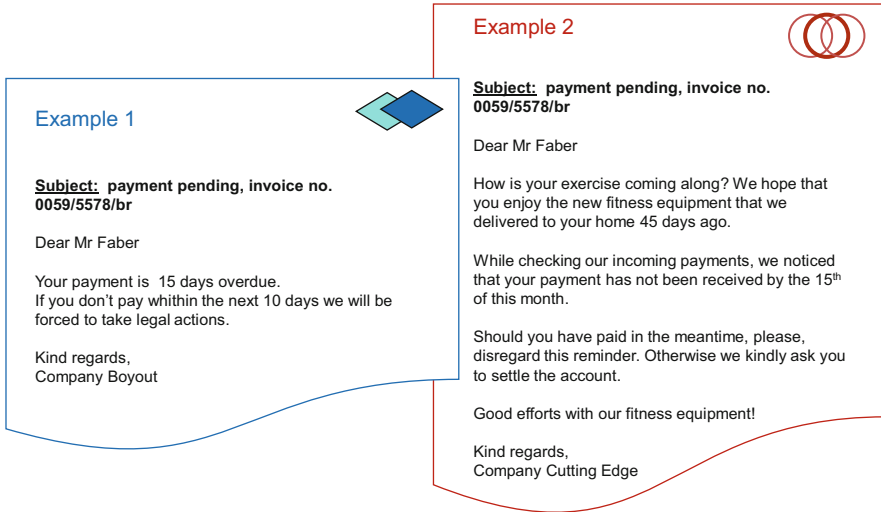 Example 1
Subject: payment pending, invoice no.
0059/5578/br
Dear Mr Faber
Your payment is 15 days overdue.
If you don't pay whithin the next 10 days we will be
forced to take legal actions.
Kind regards,
Company Boyout
Example 2
Subject: payment pending, invoice no.
0059/5578/br
Dear Mr Faber
How is your exercise coming along? We hope that
you enjoy the new fitness equipment that we
delivered to your home 45 days ago.
While checking our incoming payments, we noticed
that your payment has not been received by the 15th
of this month.
Should you have paid in the meantime, please,
disregard this reminder. Otherwise we kindly ask you
to settle the account.
Good efforts with our fitness equipment!
Kind regards,
Company Cutting Edge